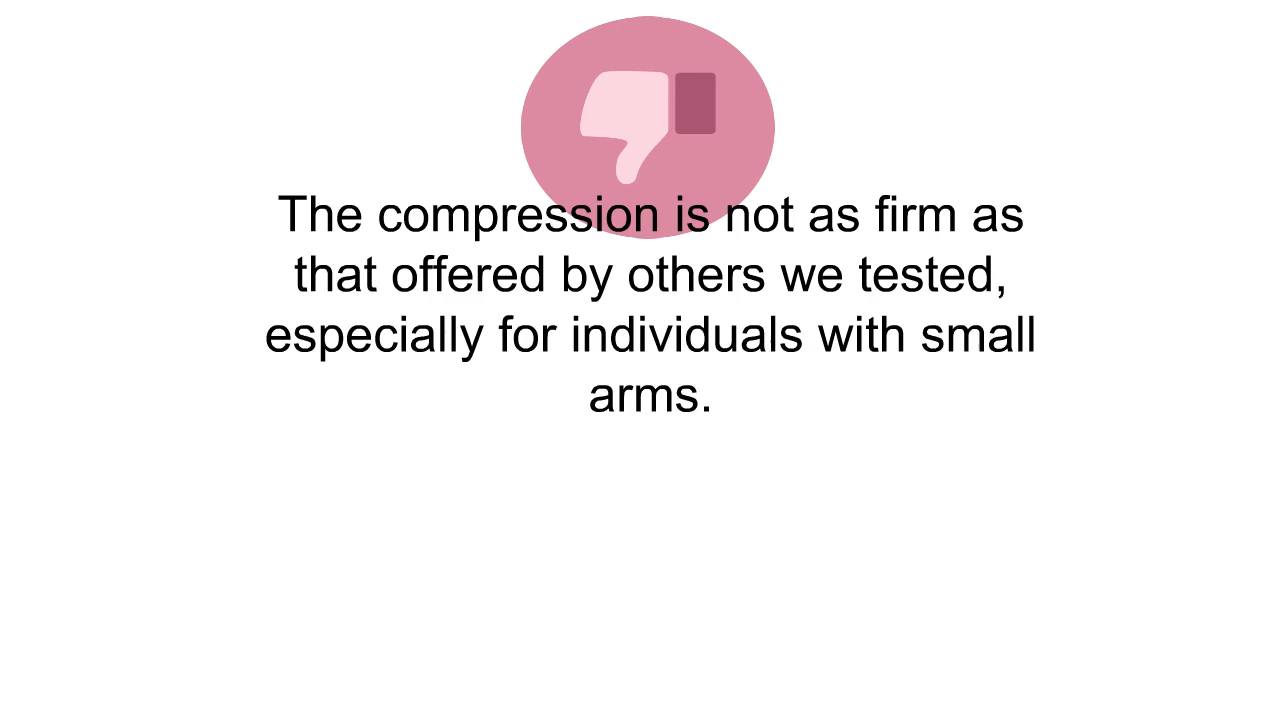 The compression is not as firm as
that offered by others we tested,
especially for individuals with small
arms.